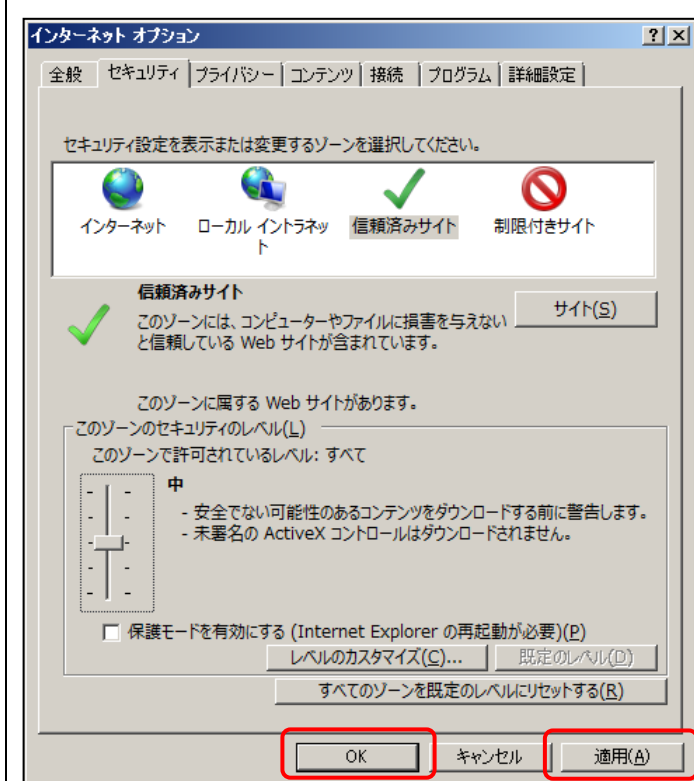 インターネット オプション
全般 セキュリティ プライバシー コンテンツ 接続 プログラム 詳細設定
セキュリティ設定を表示または変更するゾーンを選択してください。
インターネット ローカル イントラネッ 信頼済みサイト 制限付きサイト
ト
信頼済みサイト
サイト(S)
このゾーンには、コンピューターやファイルに損害を与えない
と信頼している Web サイトが含まれています。
このゾーンに属する Web サイトがあります。
このゾーンのセキュリティのレベル(L)
このゾーンで許可されているレベル: すべて
中
- 安全でない可能性のあるコンテンツをダウンロードする前に警告します。
- 未署名の ActiveX コントロールはダウンロードされません。
保護モードを有効にする (Internet Explorer の再起動が必要)(P)
レベルのカスタマイズ(C)... 既定のレベル(D)
すべてのゾーンを既定のレベルにリセットする(R)
OK キャンセル 適用(A)